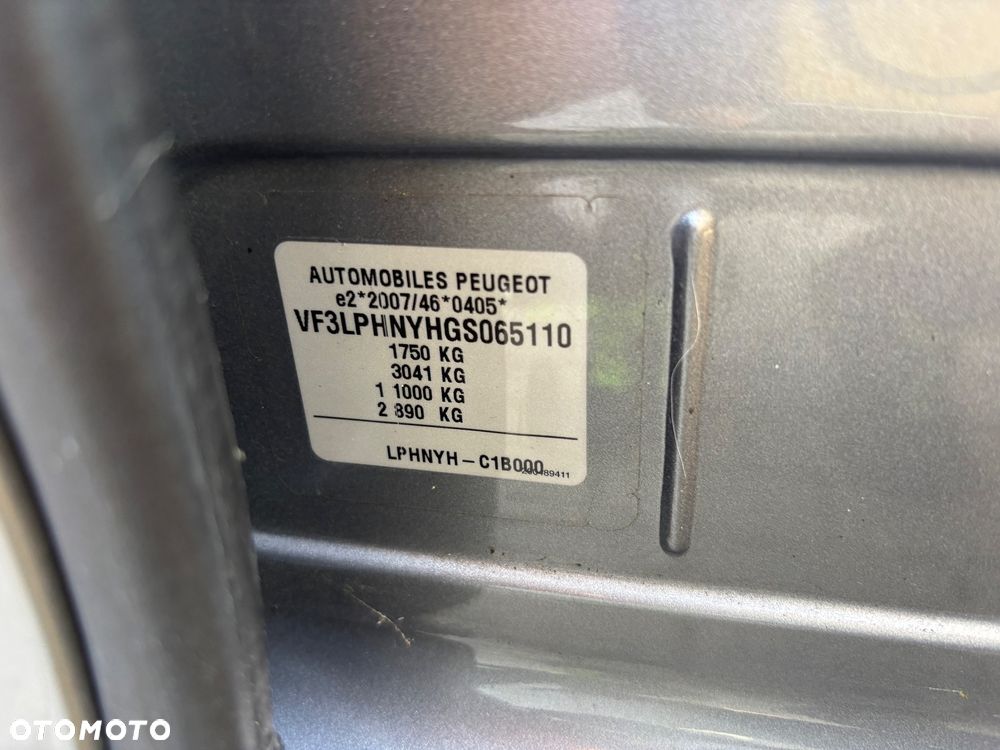 AUTOMOBILES PEUGEOT
e2*2007/46*0405*
VF3LPHNYHGS065110
1750 KG
3041 KG
1 1000 KG
2 890 KG
LPHNYH-C1B000
OTOMOTO